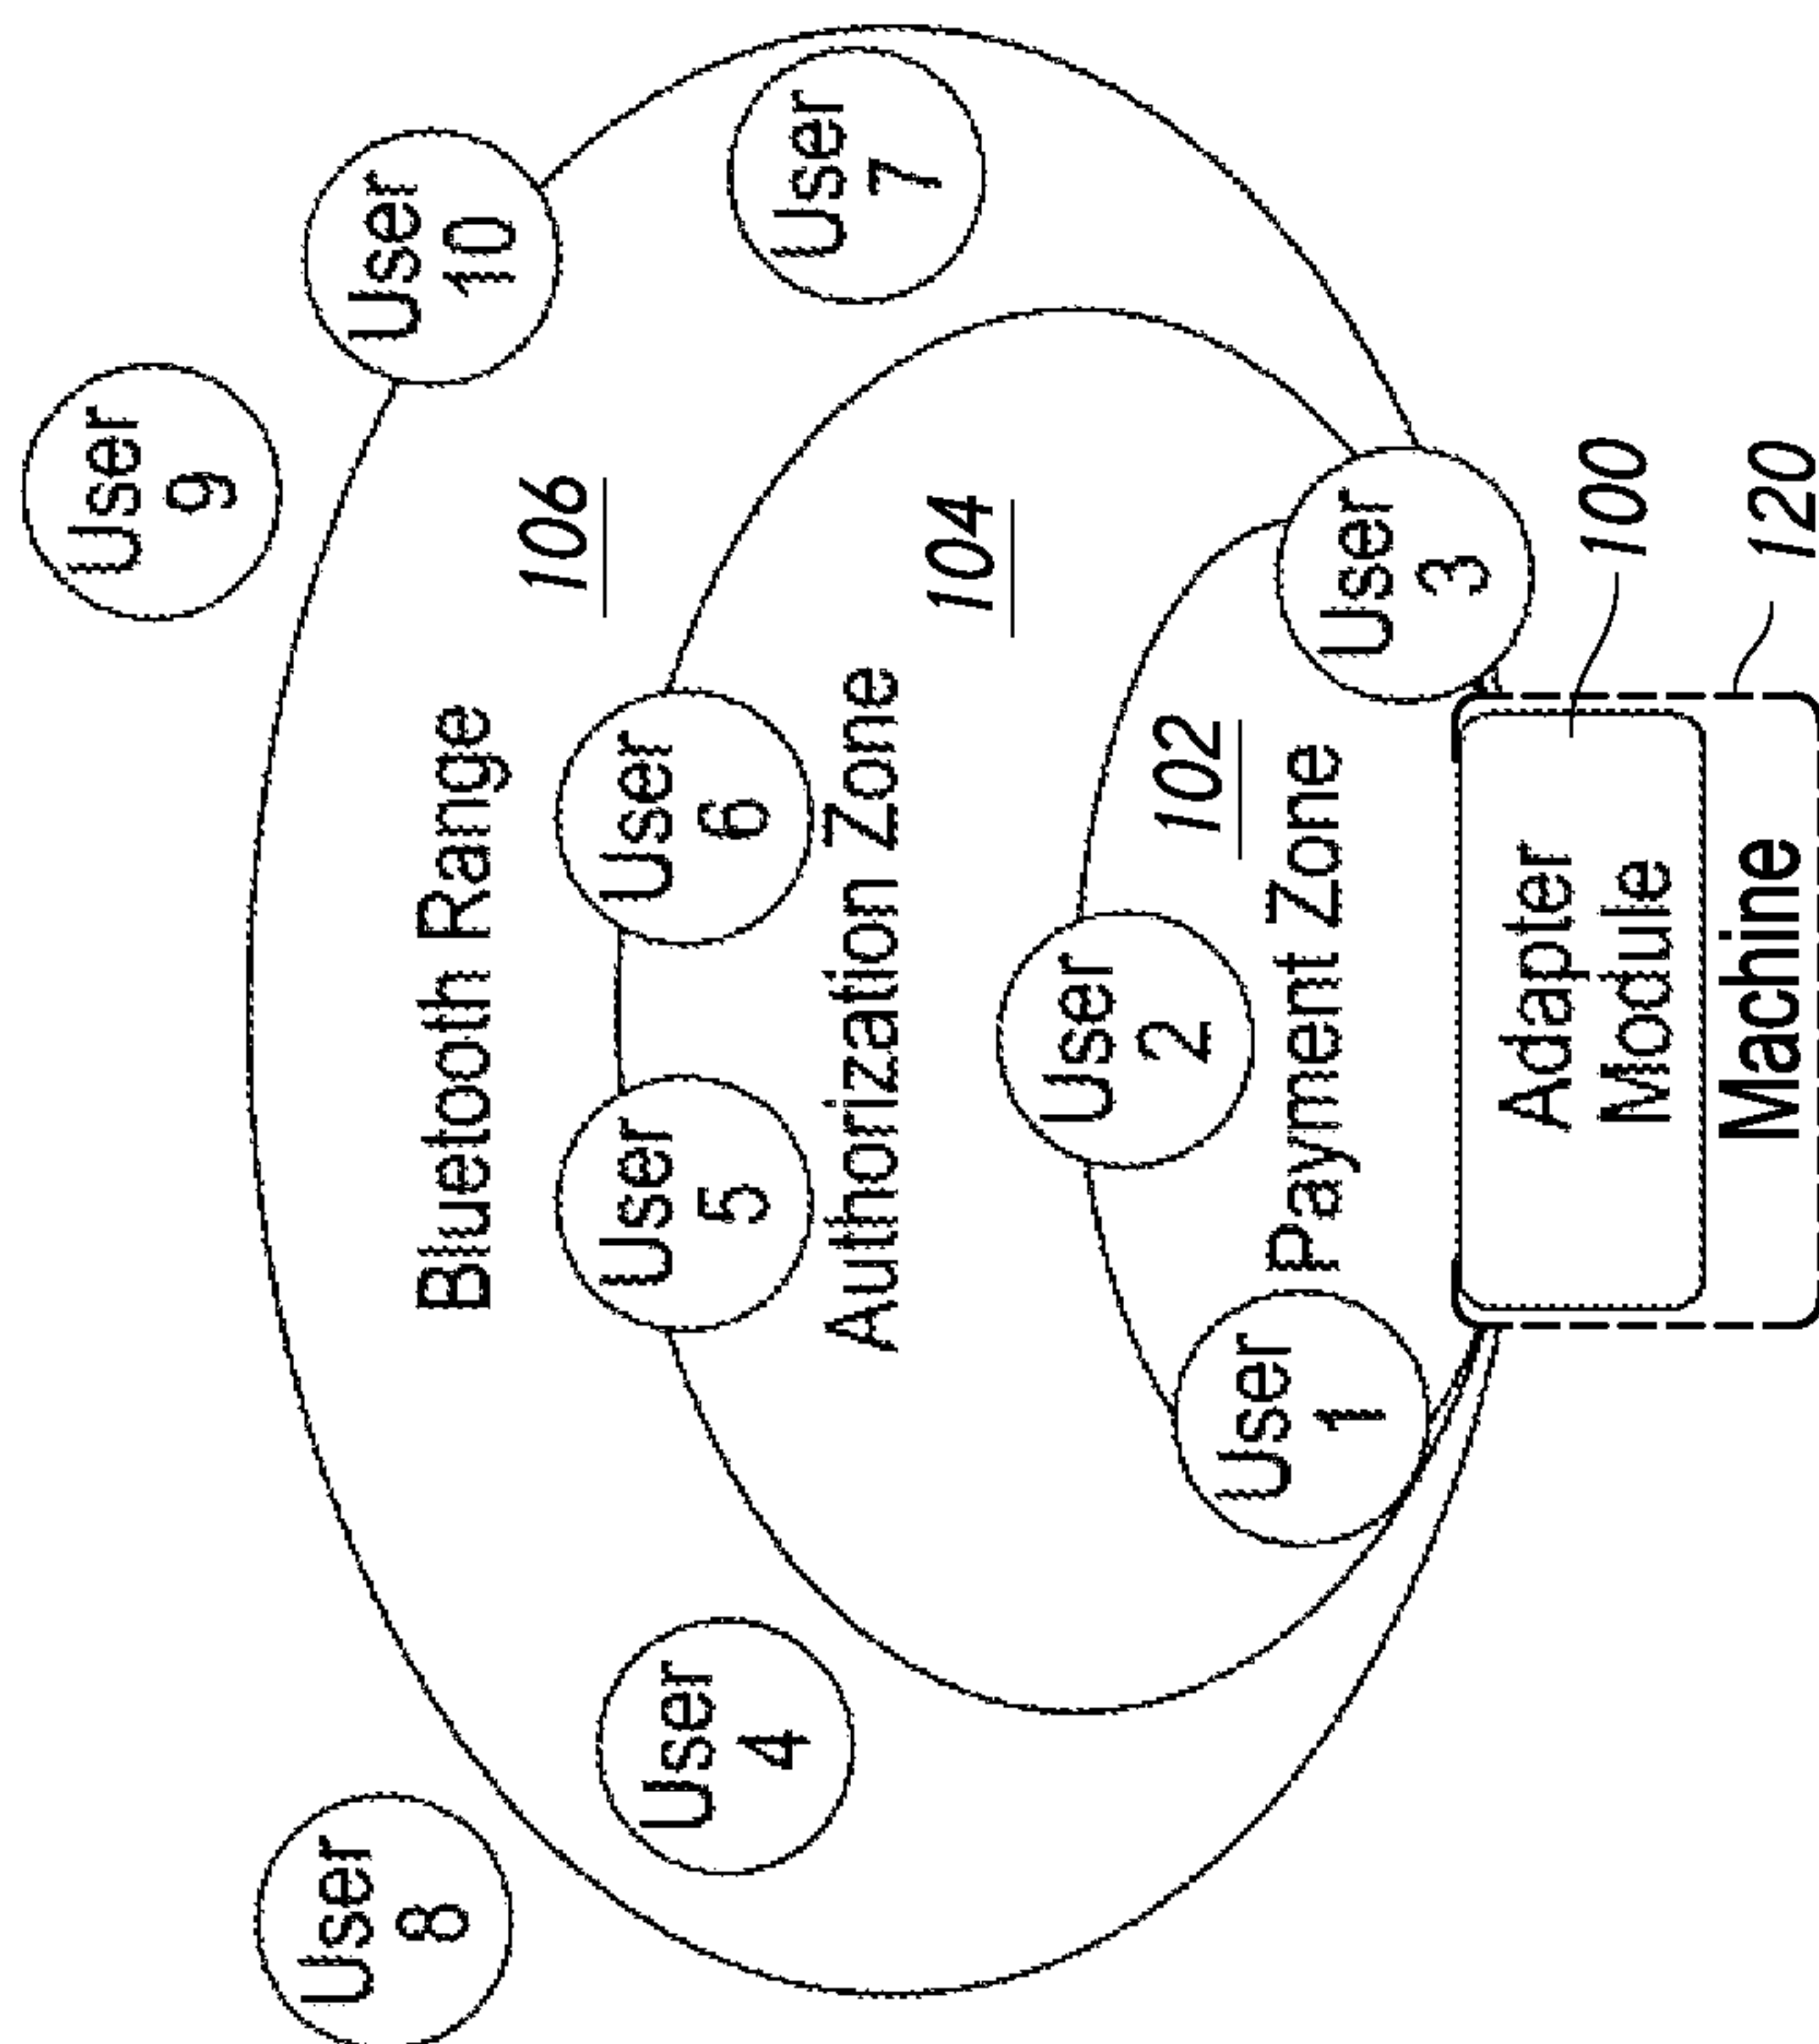 User
9
User
8
User
10
Bluetooth Range
106
User
5
User
6
User
4
User
7
Authorization Zone
104
User
2
102
User
1
Payment Zone
User
3
Adapter
Module
100
Machine
120